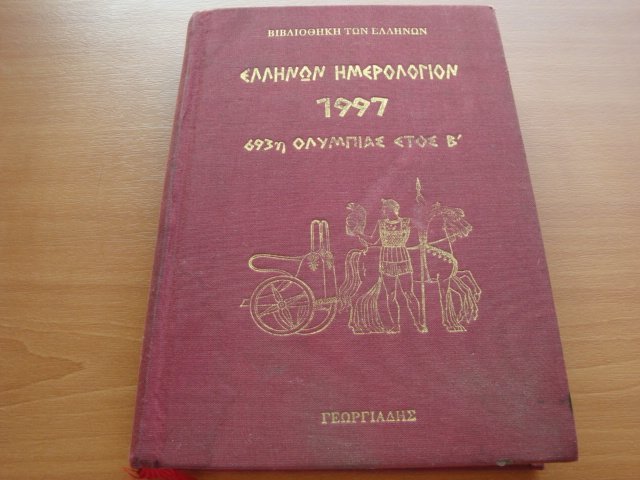 ΒΙΒΛΙΟΘΗΚΗ ΤΩΝ ΕΛΛΗΝΩΝ
ΕΛΛΗΝΩΝ ΗΜΕΡΟΛΟΓΙΟΝ
1997
693η ΟΛΥΜΠΙΑΣ ΕΤΟΣ Β'
ΓΕΩΡΓΙΑΔΗΣ